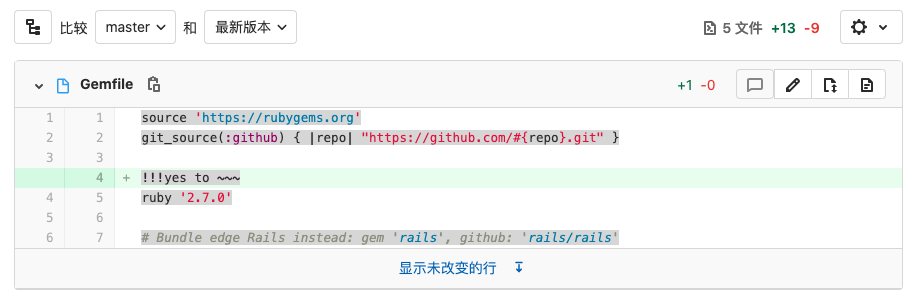 比较 master 和 最新版本 5 文件 +13 -9
Gemfile +1 -0
1 1 source 'https://rubygems.org'
2 2 git_source(:github) { |repo| "https://github.com/#{repo}.git" }
3 3
4 + !!!yes to ~~~
4 5 ruby '2.7.0'
5 6
6 7 # Bundle edge Rails instead: gem 'rails', github: 'rails/rails'
显示未改变的行